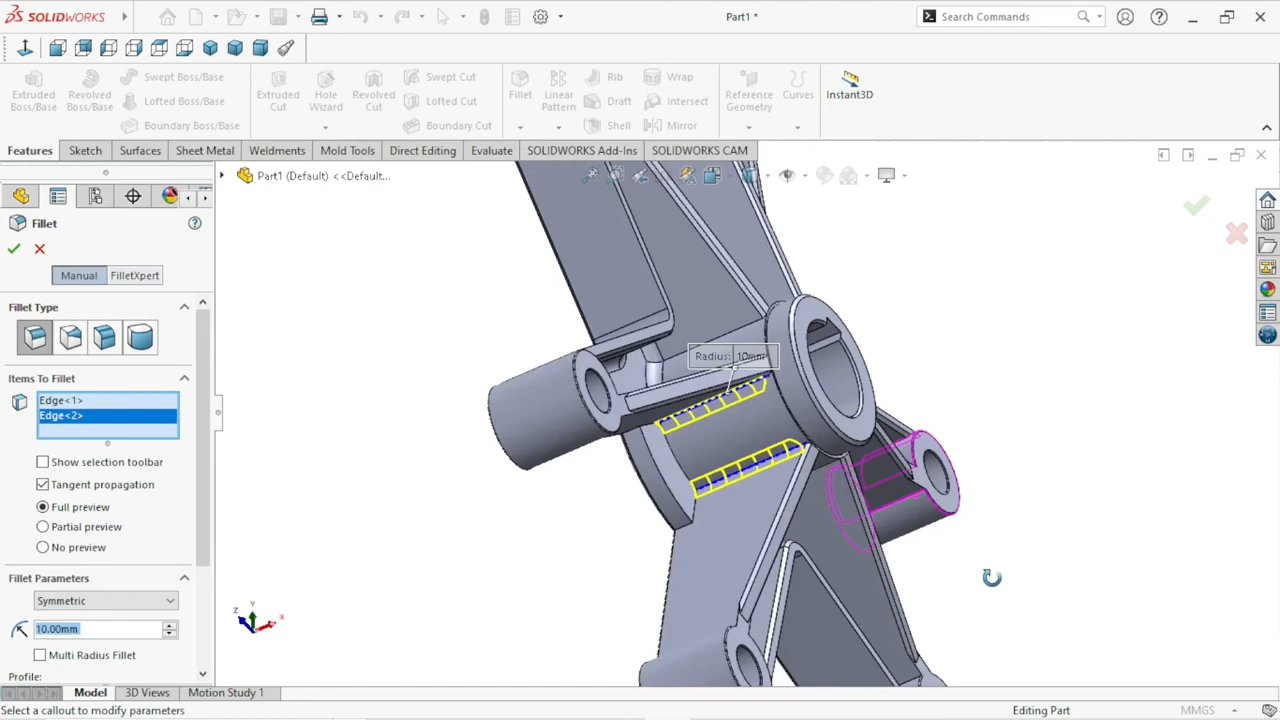 SOLIDWORKS
Part1 *
Search Commands
Extruded Boss/Base
Revolved Boss/Base
Swept Boss/Base
Lofted Boss/Base
Boundary Boss/Base
Extruded Cut
Hole Wizard
Revolved Cut
Swept Cut
Lofted Cut
Boundary Cut
Fillet
Linear Pattern
Rib
Draft
Shell
Wrap
Intersect
Mirror
Reference Geometry
Curves
Instant3D
Features Sketch Surfaces Sheet Metal Weldments Mold Tools Direct Editing Evaluate SOLIDWORKS Add-Ins SOLIDWORKS CAM
Part1 (Default) <<Default...
Fillet
Manual FilletXpert
Fillet Type
Items To Fillet
Edge<1>
Edge<2>
Show selection toolbar
Tangent propagation
Full preview
Partial preview
No preview
Fillet Parameters
Symmetric
10.00mm
Multi Radius Fillet
Profile:
Radius: 10mm
Y
Z
X
Model 3D Views Motion Study 1
Select a callout to modify parameters
Editing Part
MMGS